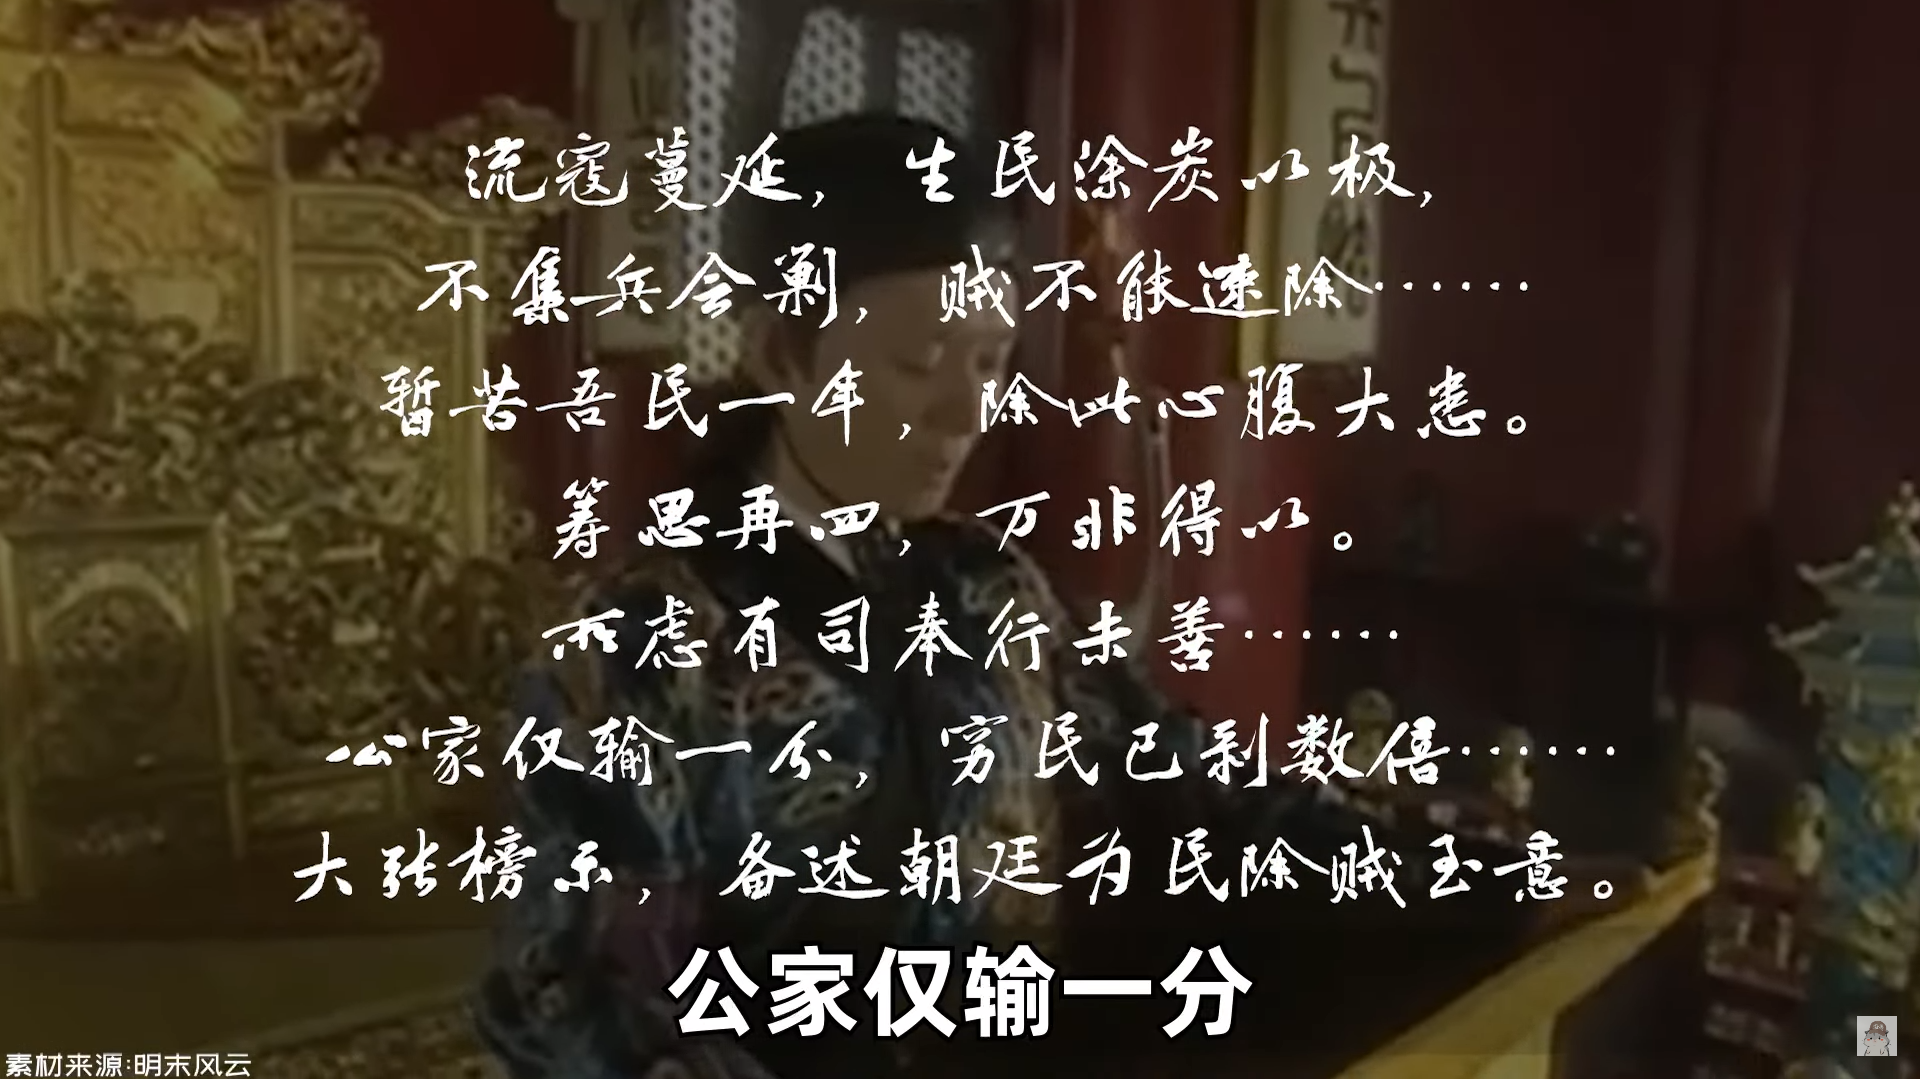 流寇蔓延，生民涂炭以极，
不集兵会剿，贼不能速除……
暂苦吾民一年，除此心腹大患。
筹思再四，万非得以。
所虑有司奉行未善……
公家仅输一分，穷民已剥数倍……
大张榜示，备述朝廷为民除贼至意。
公家仅输一分
素材来源:明末风云